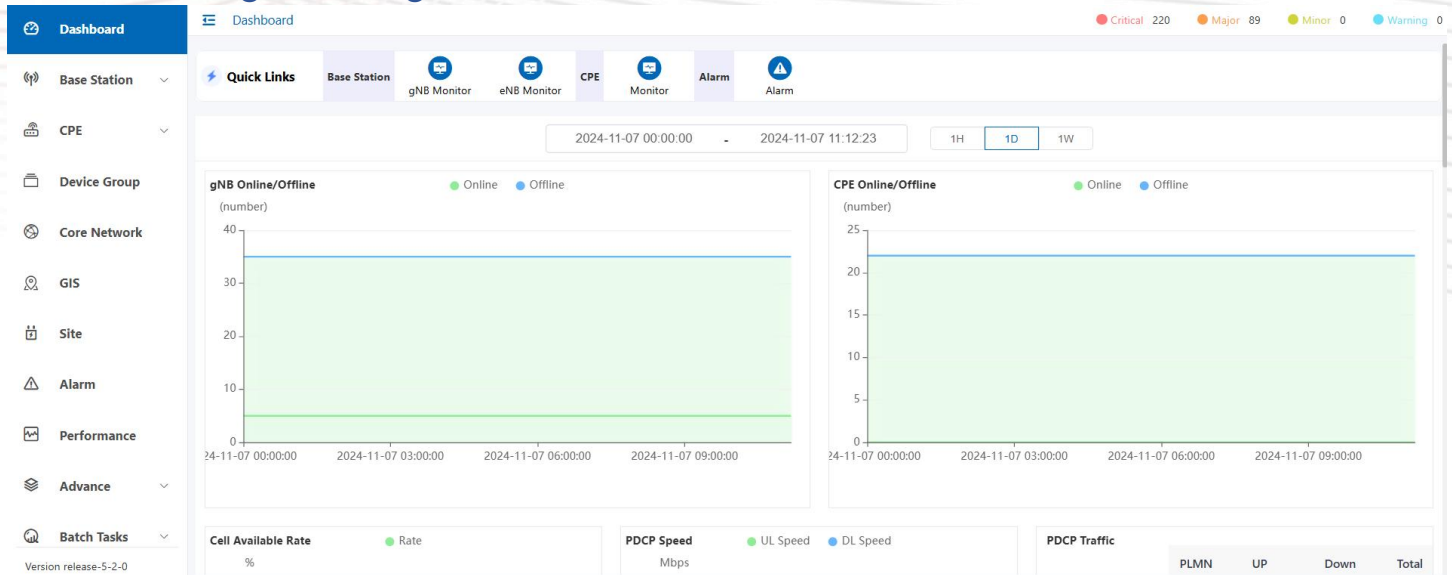 Dashboard
Base Station
CPE
Device Group
Core Network
GIS
Site
Alarm
Performance
Advance
Batch Tasks
Version release-5-2-0
Dashboard
Critical 220 Major 89 Minor 0 Warning 0
Quick Links Base Station gNB Monitor eNB Monitor CPE Monitor Alarm Alarm
2024-11-07 00:00:00 - 2024-11-07 11:12:23 1H 1D 1W
gNB Online/Offline Online Offline
(number)
40
30
20
10
0
24-11-07 00:00:00 2024-11-07 03:00:00 2024-11-07 06:00:00 2024-11-07 09:00:00
CPE Online/Offline Online Offline
(number)
25
20
15
10
5
0
24-11-07 00:00:00 2024-11-07 03:00:00 2024-11-07 06:00:00 2024-11-07 09:00:00
Cell Available Rate Rate
%
PDCP Speed UL Speed DL Speed
Mbps
PDCP Traffic
PLMN UP Down Total